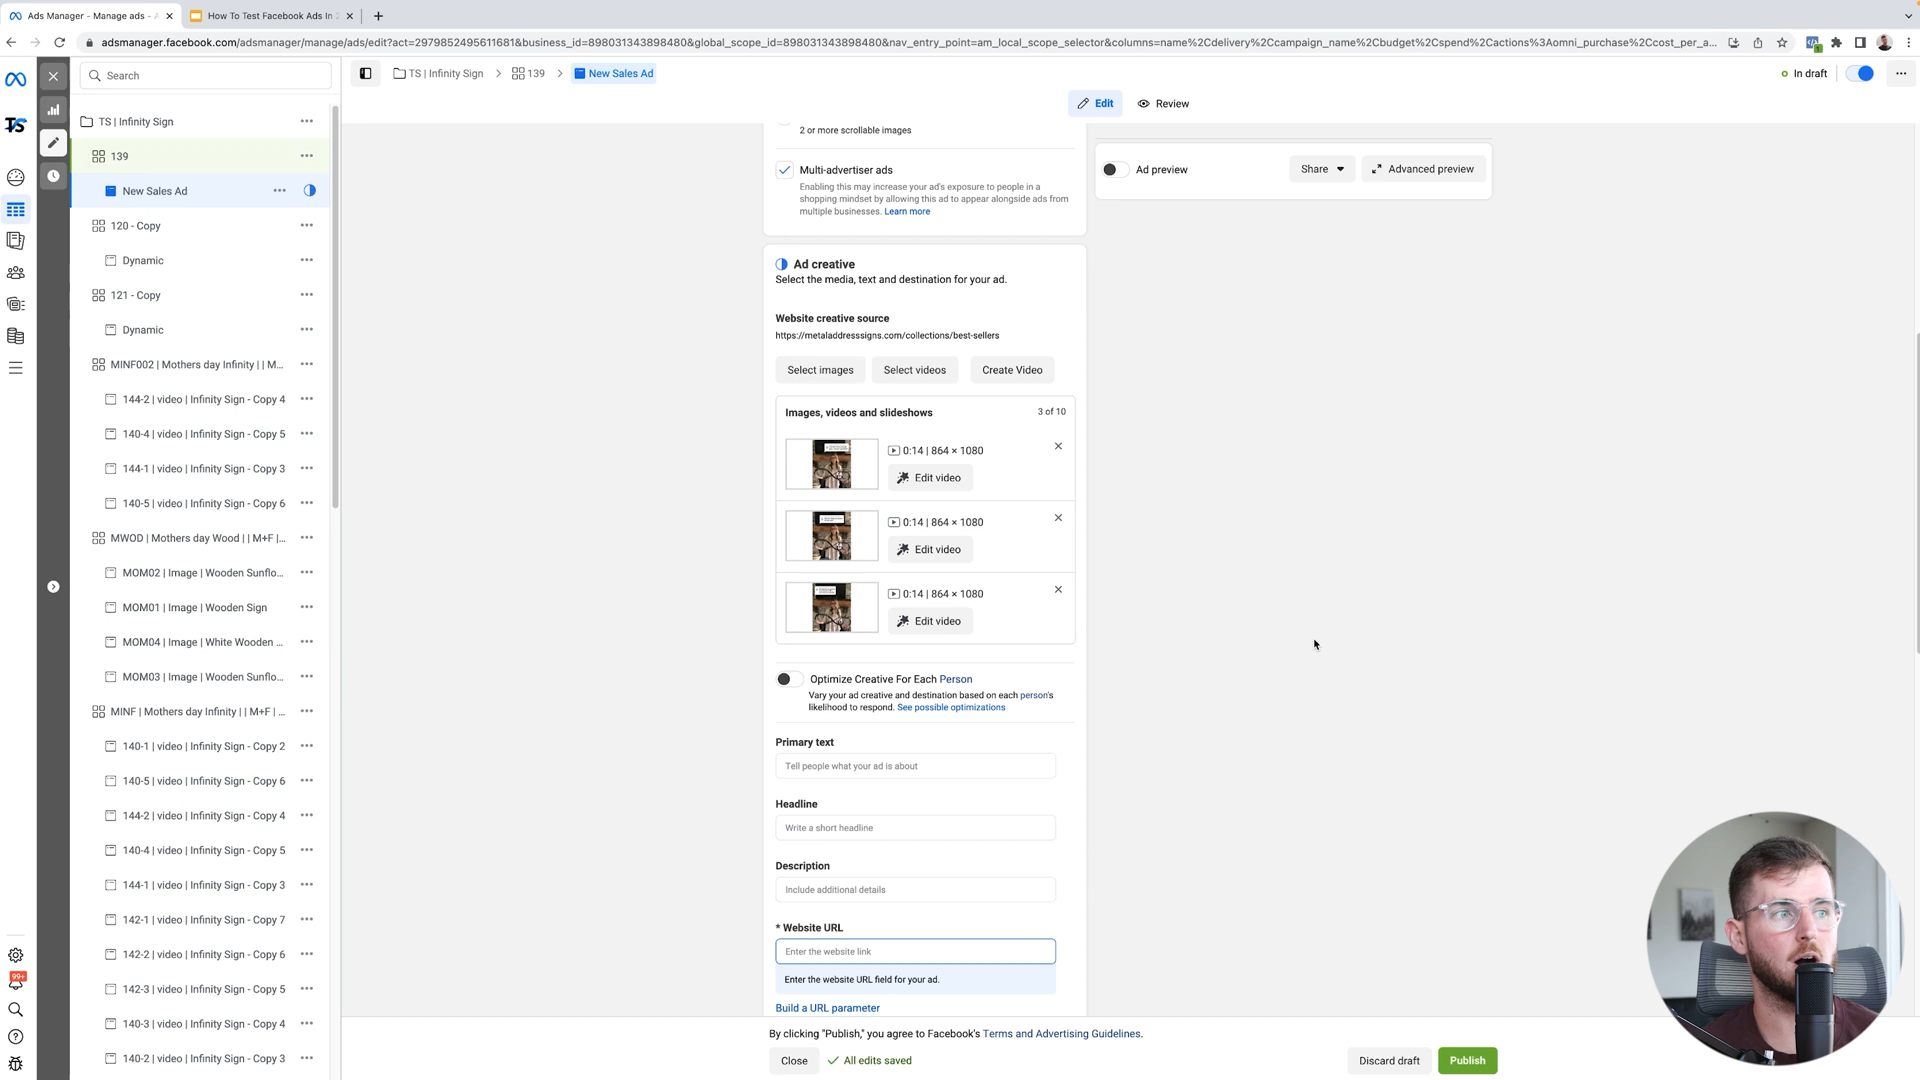 Ads Manager - Manage ads - A
How To Test Facebook Ads In 2
adsmanager.facebook.com/adsmanager/manage/ads/edit?act=2979852495611681&business_id=898031343898480&global_scope_id=898031343898480&nav_entry_point=am_local_scope_selector&columns=name%2Cdelivery%2Ccampaign_name%2Cbudget%2Cspend%2Cactions%3Aomni_purchase%2Ccost_per_a...
Search
TS | Infinity Sign
139
New Sales Ad
In draft
Edit
Review
TS
TS | Infinity Sign
139
New Sales Ad
120 - Copy
Dynamic
121 - Copy
Dynamic
MINF002 | Mothers day Infinity | | M...
144-2 | video | Infinity Sign - Copy 4
140-4 | video | Infinity Sign - Copy 5
144-1 | video | Infinity Sign - Copy 3
140-5 | video | Infinity Sign - Copy 6
MWOD | Mothers day Wood | | M+F |...
MOM02 | Image | Wooden Sunflo...
MOM01 | Image | Wooden Sign
MOM04 | Image | White Wooden ...
MOM03 | Image | Wooden Sunflo...
MINF | Mothers day Infinity | | M+F | ...
140-1 | video | Infinity Sign - Copy 2
140-5 | video | Infinity Sign - Copy 6
144-2 | video | Infinity Sign - Copy 4
140-4 | video | Infinity Sign - Copy 5
144-1 | video | Infinity Sign - Copy 3
142-1 | video | Infinity Sign - Copy 7
142-2 | video | Infinity Sign - Copy 6
142-3 | video | Infinity Sign - Copy 5
140-3 | video | Infinity Sign - Copy 4
140-2 | video | Infinity Sign - Copy 3
99+
2 or more scrollable images
Multi-advertiser ads
Enabling this may increase your ad's exposure to people in a
shopping mindset by allowing this ad to appear alongside ads from
multiple businesses. Learn more
Ad preview
Share
Advanced preview
Ad creative
Select the media, text and destination for your ad.
Website creative source
https://metaladdresssigns.com/collections/best-sellers
Select images
Select videos
Create Video
Images, videos and slideshows
3 of 10
0:14 | 864 × 1080
Edit video
0:14 | 864 × 1080
Edit video
0:14 | 864 × 1080
Edit video
Optimize Creative For Each Person
Vary your ad creative and destination based on each person's
likelihood to respond. See possible optimizations
Primary text
Tell people what your ad is about
Headline
Write a short headline
Description
Include additional details
* Website URL
Enter the website link
Enter the website URL field for your ad.
Build a URL parameter
By clicking "Publish," you agree to Facebook's Terms and Advertising Guidelines.
Close
All edits saved
Discard draft
Publish